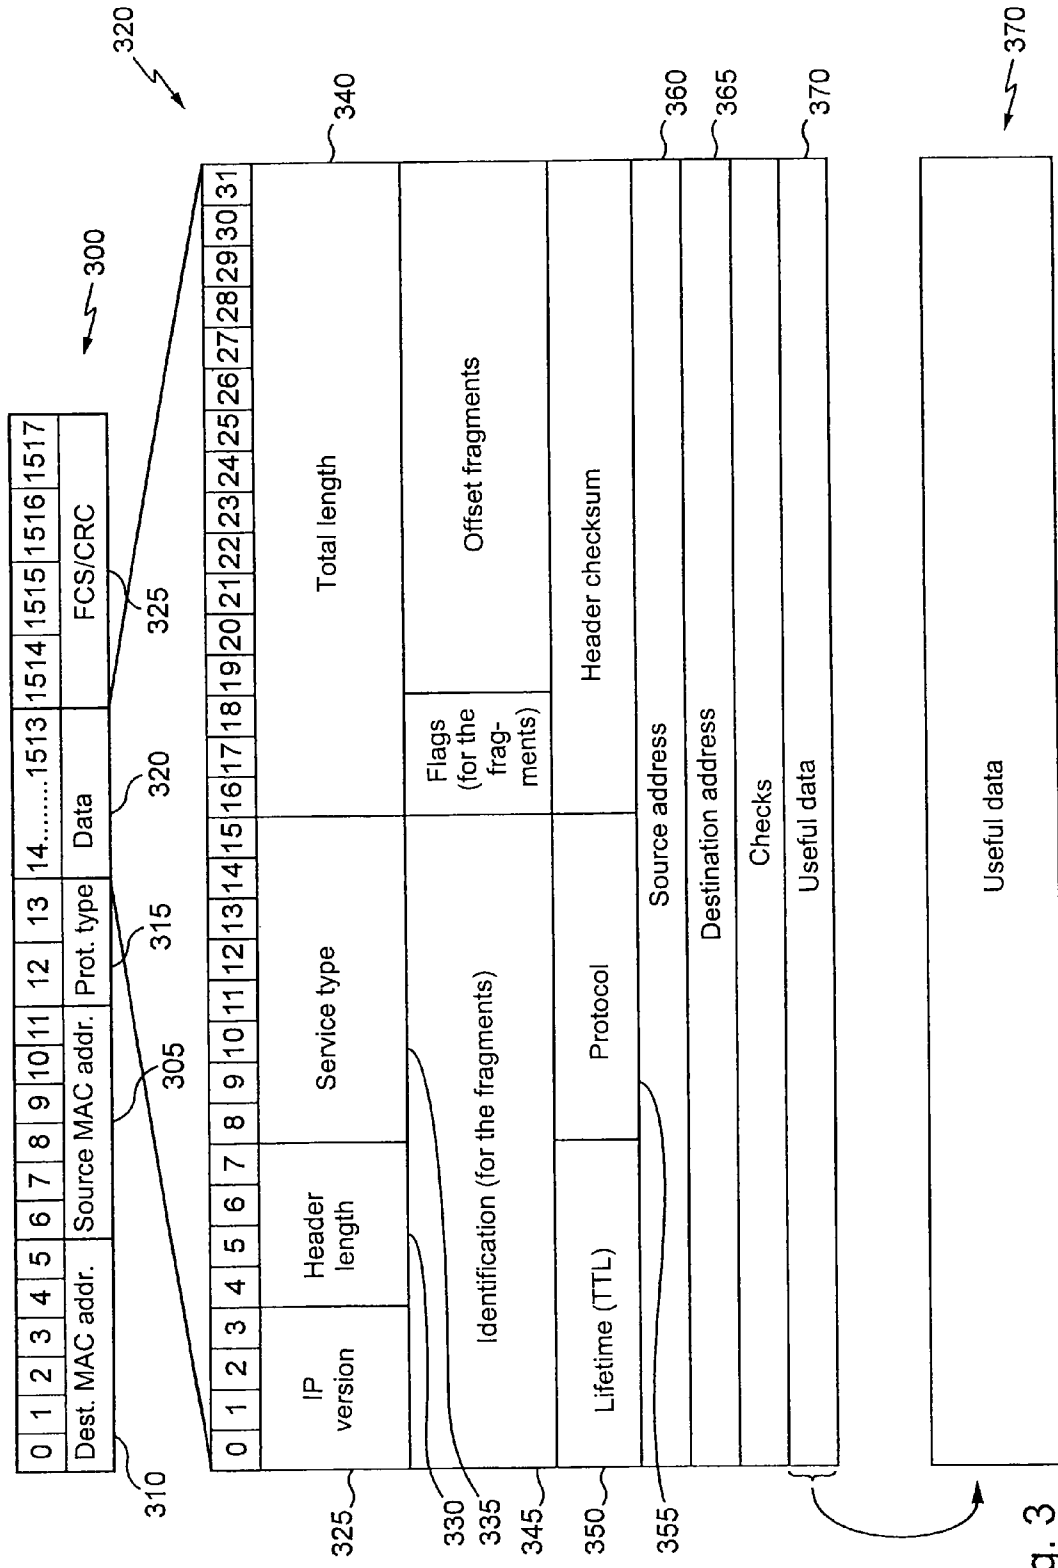 320
300
0 1 2 3 4 5 6 7 8 9 10 11 12 13 14.........1513 1514 1515 1516 1517
Dest. MAC addr. Source MAC addr. Prot. type Data FCS/CRC
310 305 315 320 325
0 1 2 3 4 5 6 7 8 9 10 11 12 13 14 15 16 17 18 19 20 21 22 23 24 25 26 27 28 29 30 31
325 IP
version
Header
length
Service type
Total length
340
330
335
345
Identification (for the fragments)
Flags
(for the
frag-
ments)
Offset fragments
350
Lifetime (TTL)
Protocol
Header checksum
355
Source address
360
Destination address
365
Checks
Useful data
370
Useful data
370
g. 3